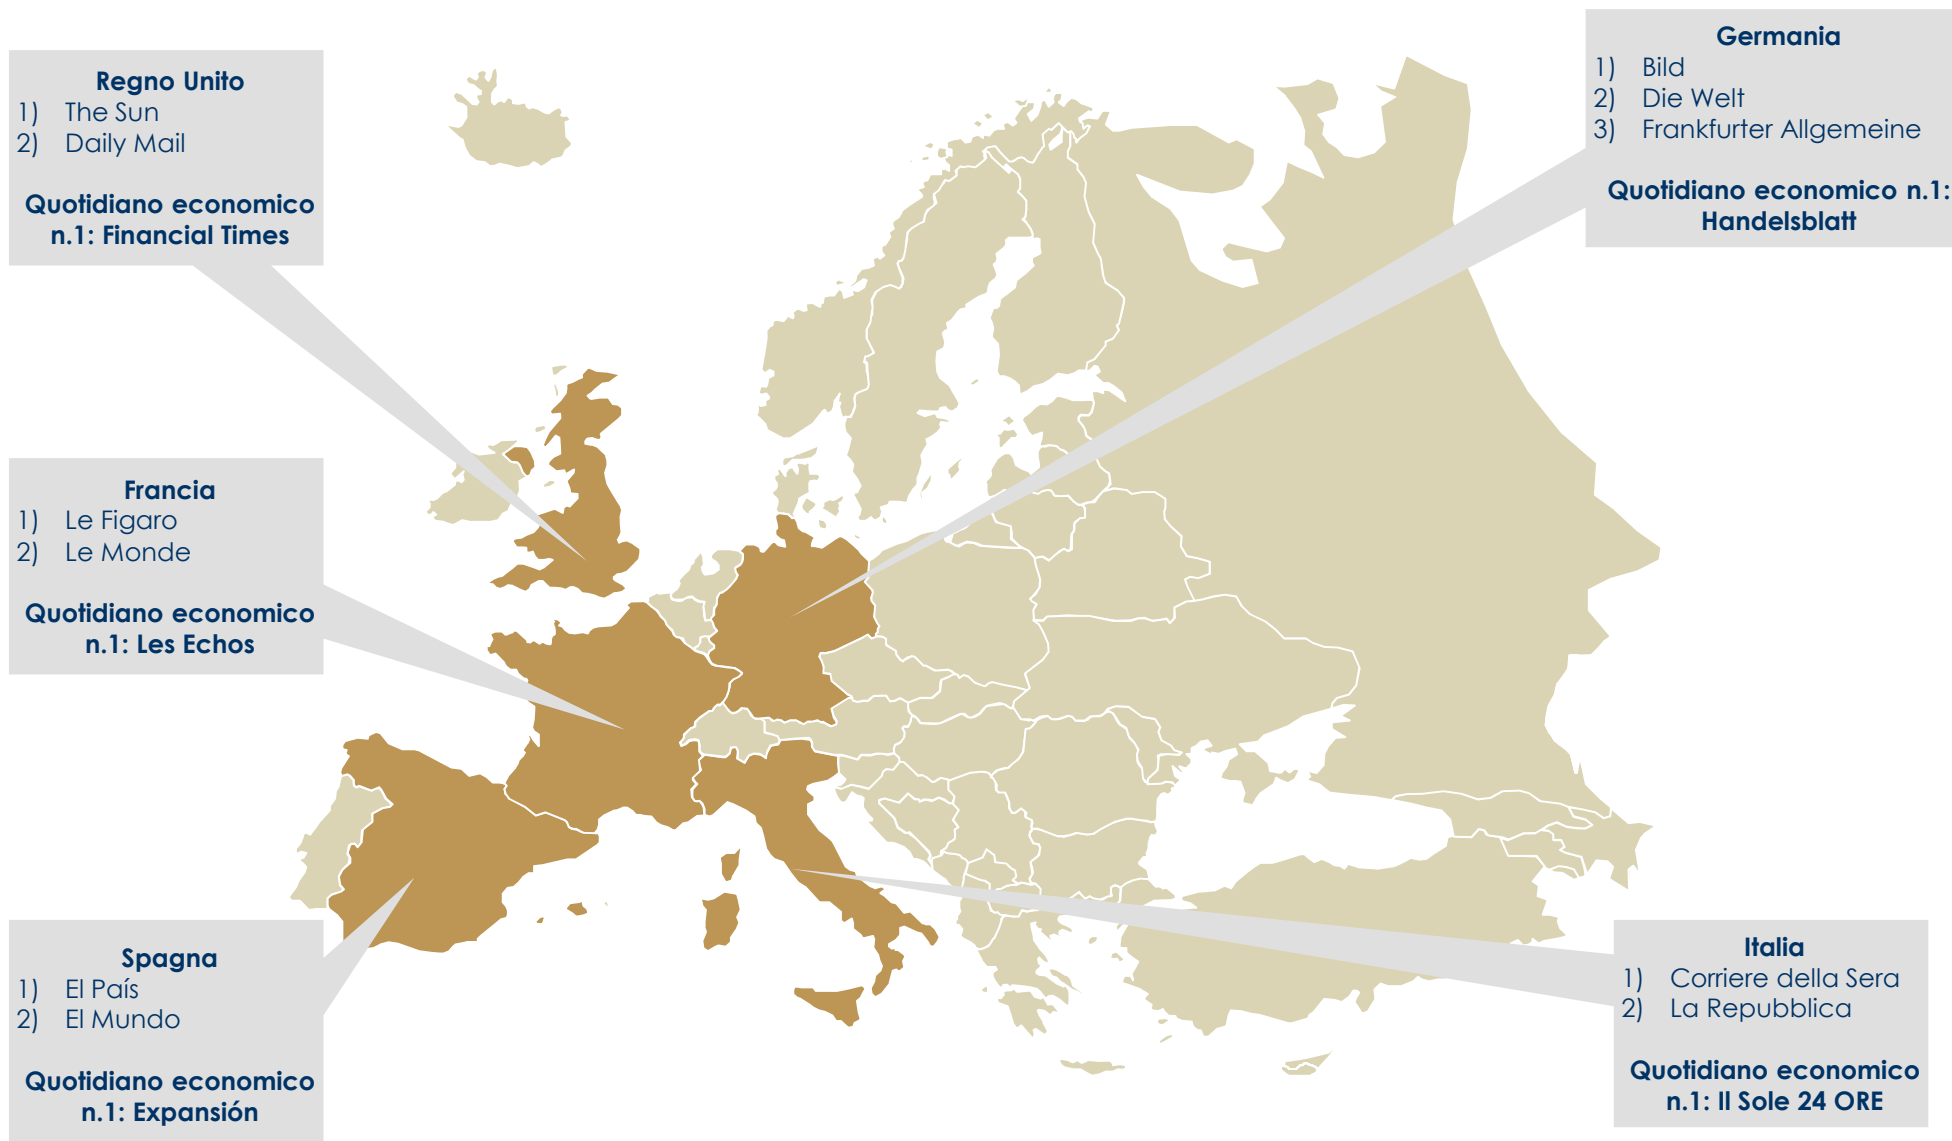 Regno Unito
1) The Sun
2) Daily Mail
Quotidiano economico
n.1: Financial Times
Germania
1) Bild
2) Die Welt
3) Frankfurter Allgemeine
Quotidiano economico n.1:
Handelsblatt
Francia
1) Le Figaro
2) Le Monde
Quotidiano economico
n.1: Les Echos
Spagna
1) El País
2) El Mundo
Quotidiano economico
n.1: Expansión
Italia
1) Corriere della Sera
2) La Repubblica
Quotidiano economico
n.1: Il Sole 24 ORE